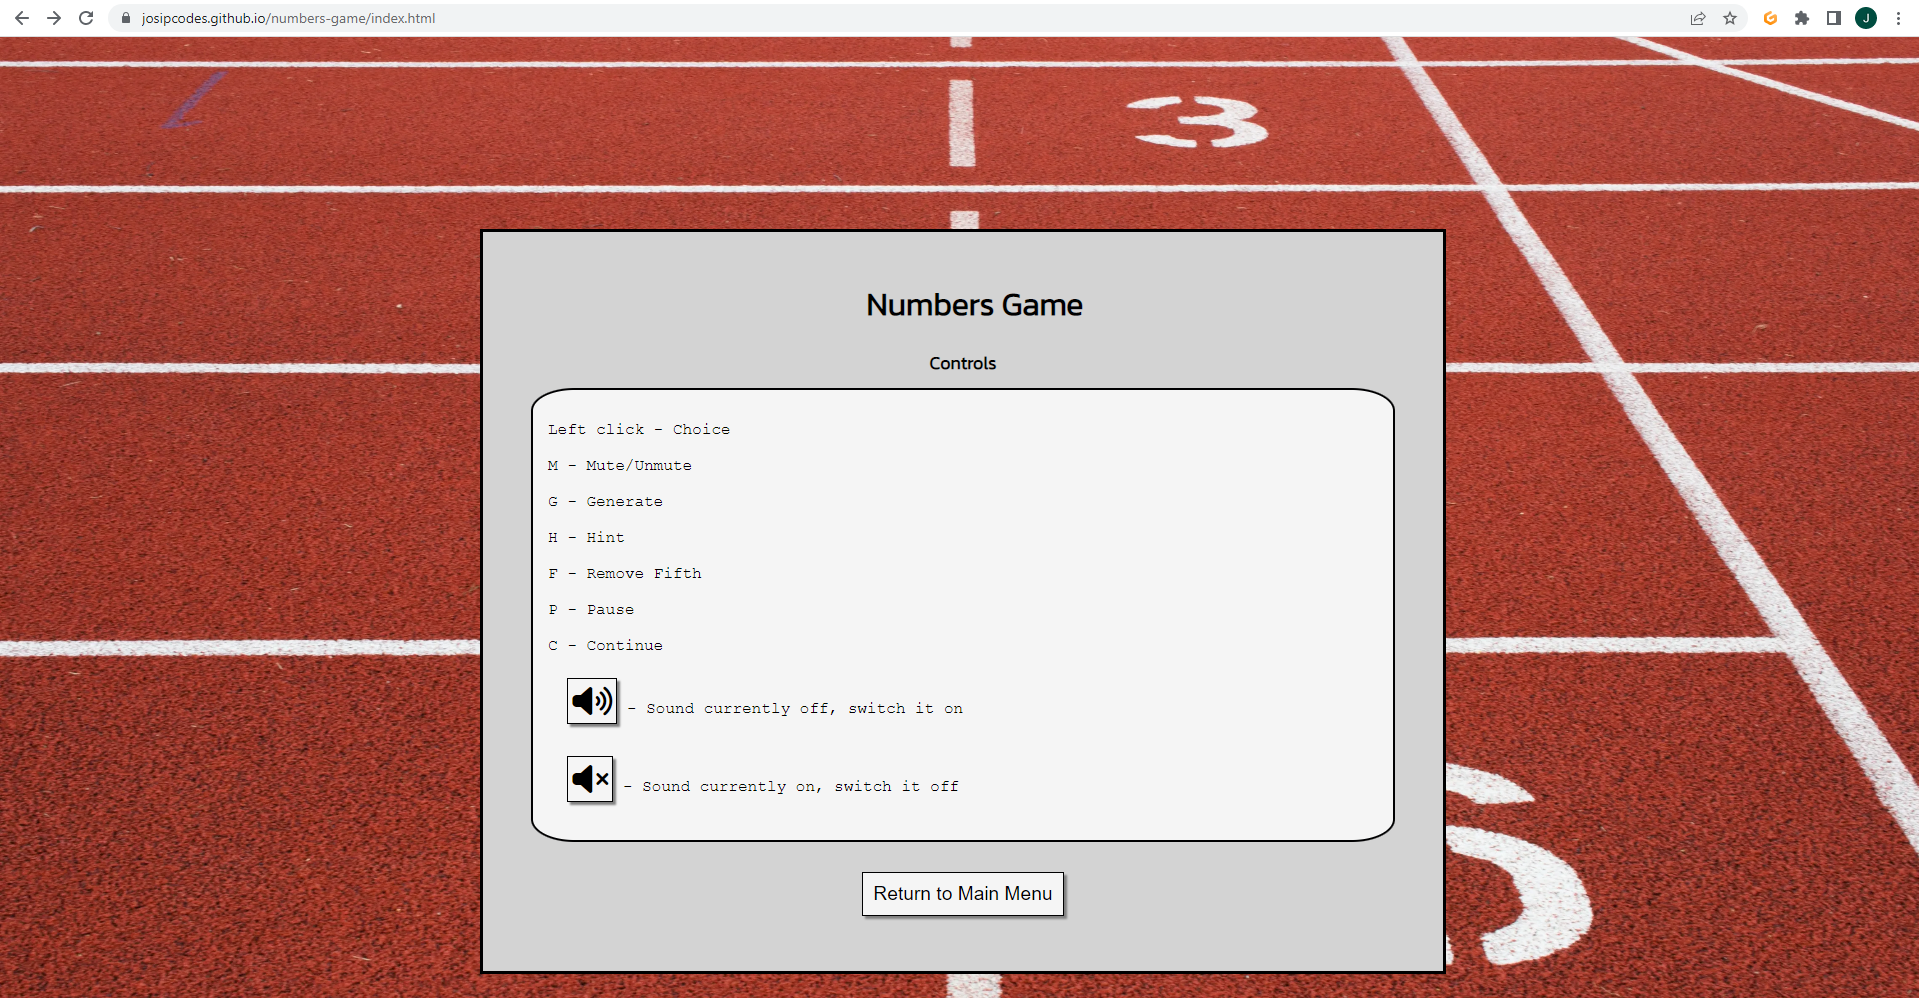 josipcodes.github.io/numbers-game/index.html
J
3
Numbers Game
Controls
Left click - Choice
M - Mute/Unmute
G - Generate
H - Hint
F - Remove Fifth
P - Pause
C - Continue
- Sound currently off, switch it on
- Sound currently on, switch it off
Return to Main Menu